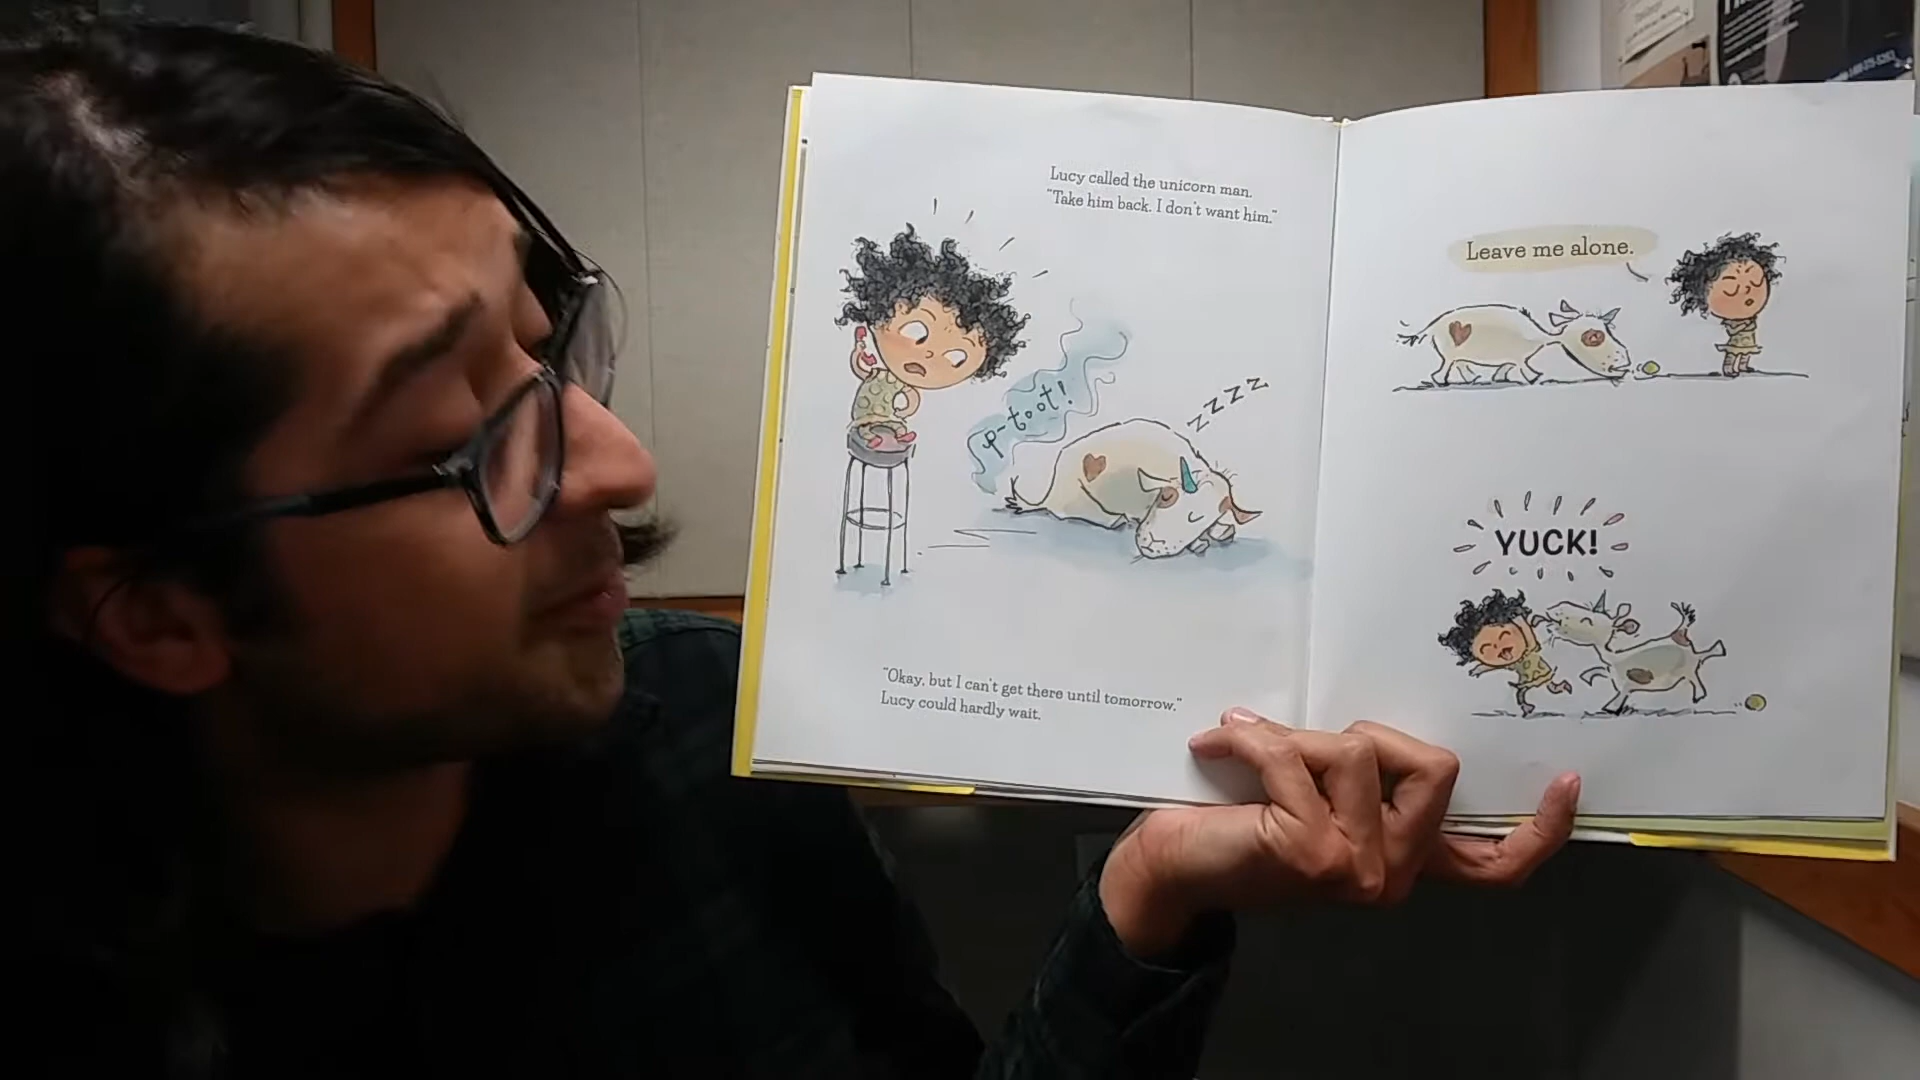 Lucy called the unicorn man.
"Take him back. I don't want him."
p-toot!
ZZZZ
"Okay, but I can't get there until tomorrow."
Lucy could hardly wait.
Leave me alone.
YUCK!